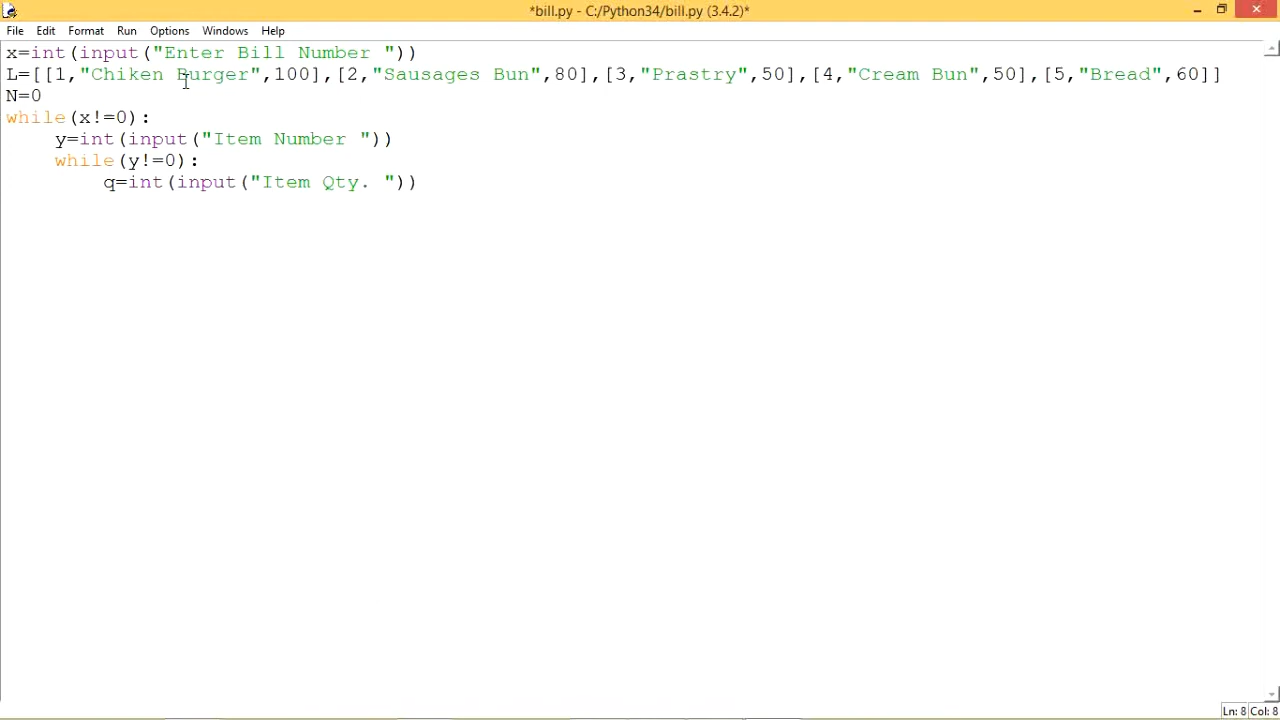 *bill.py - C:/Python34/bill.py (3.4.2)*
File Edit Format Run Options Windows Help
x=int(input("Enter Bill Number "))
L=[[1,"Chiken Burger",100],[2,"Sausages Bun",80],[3,"Prastry",50],[4,"Cream Bun",50],[5,"Bread",60]]
N=0
while(x!=0):
    y=int(input("Item Number "))
    while(y!=0):
        q=int(input("Item Qty. "))
Ln: 8 Col: 8